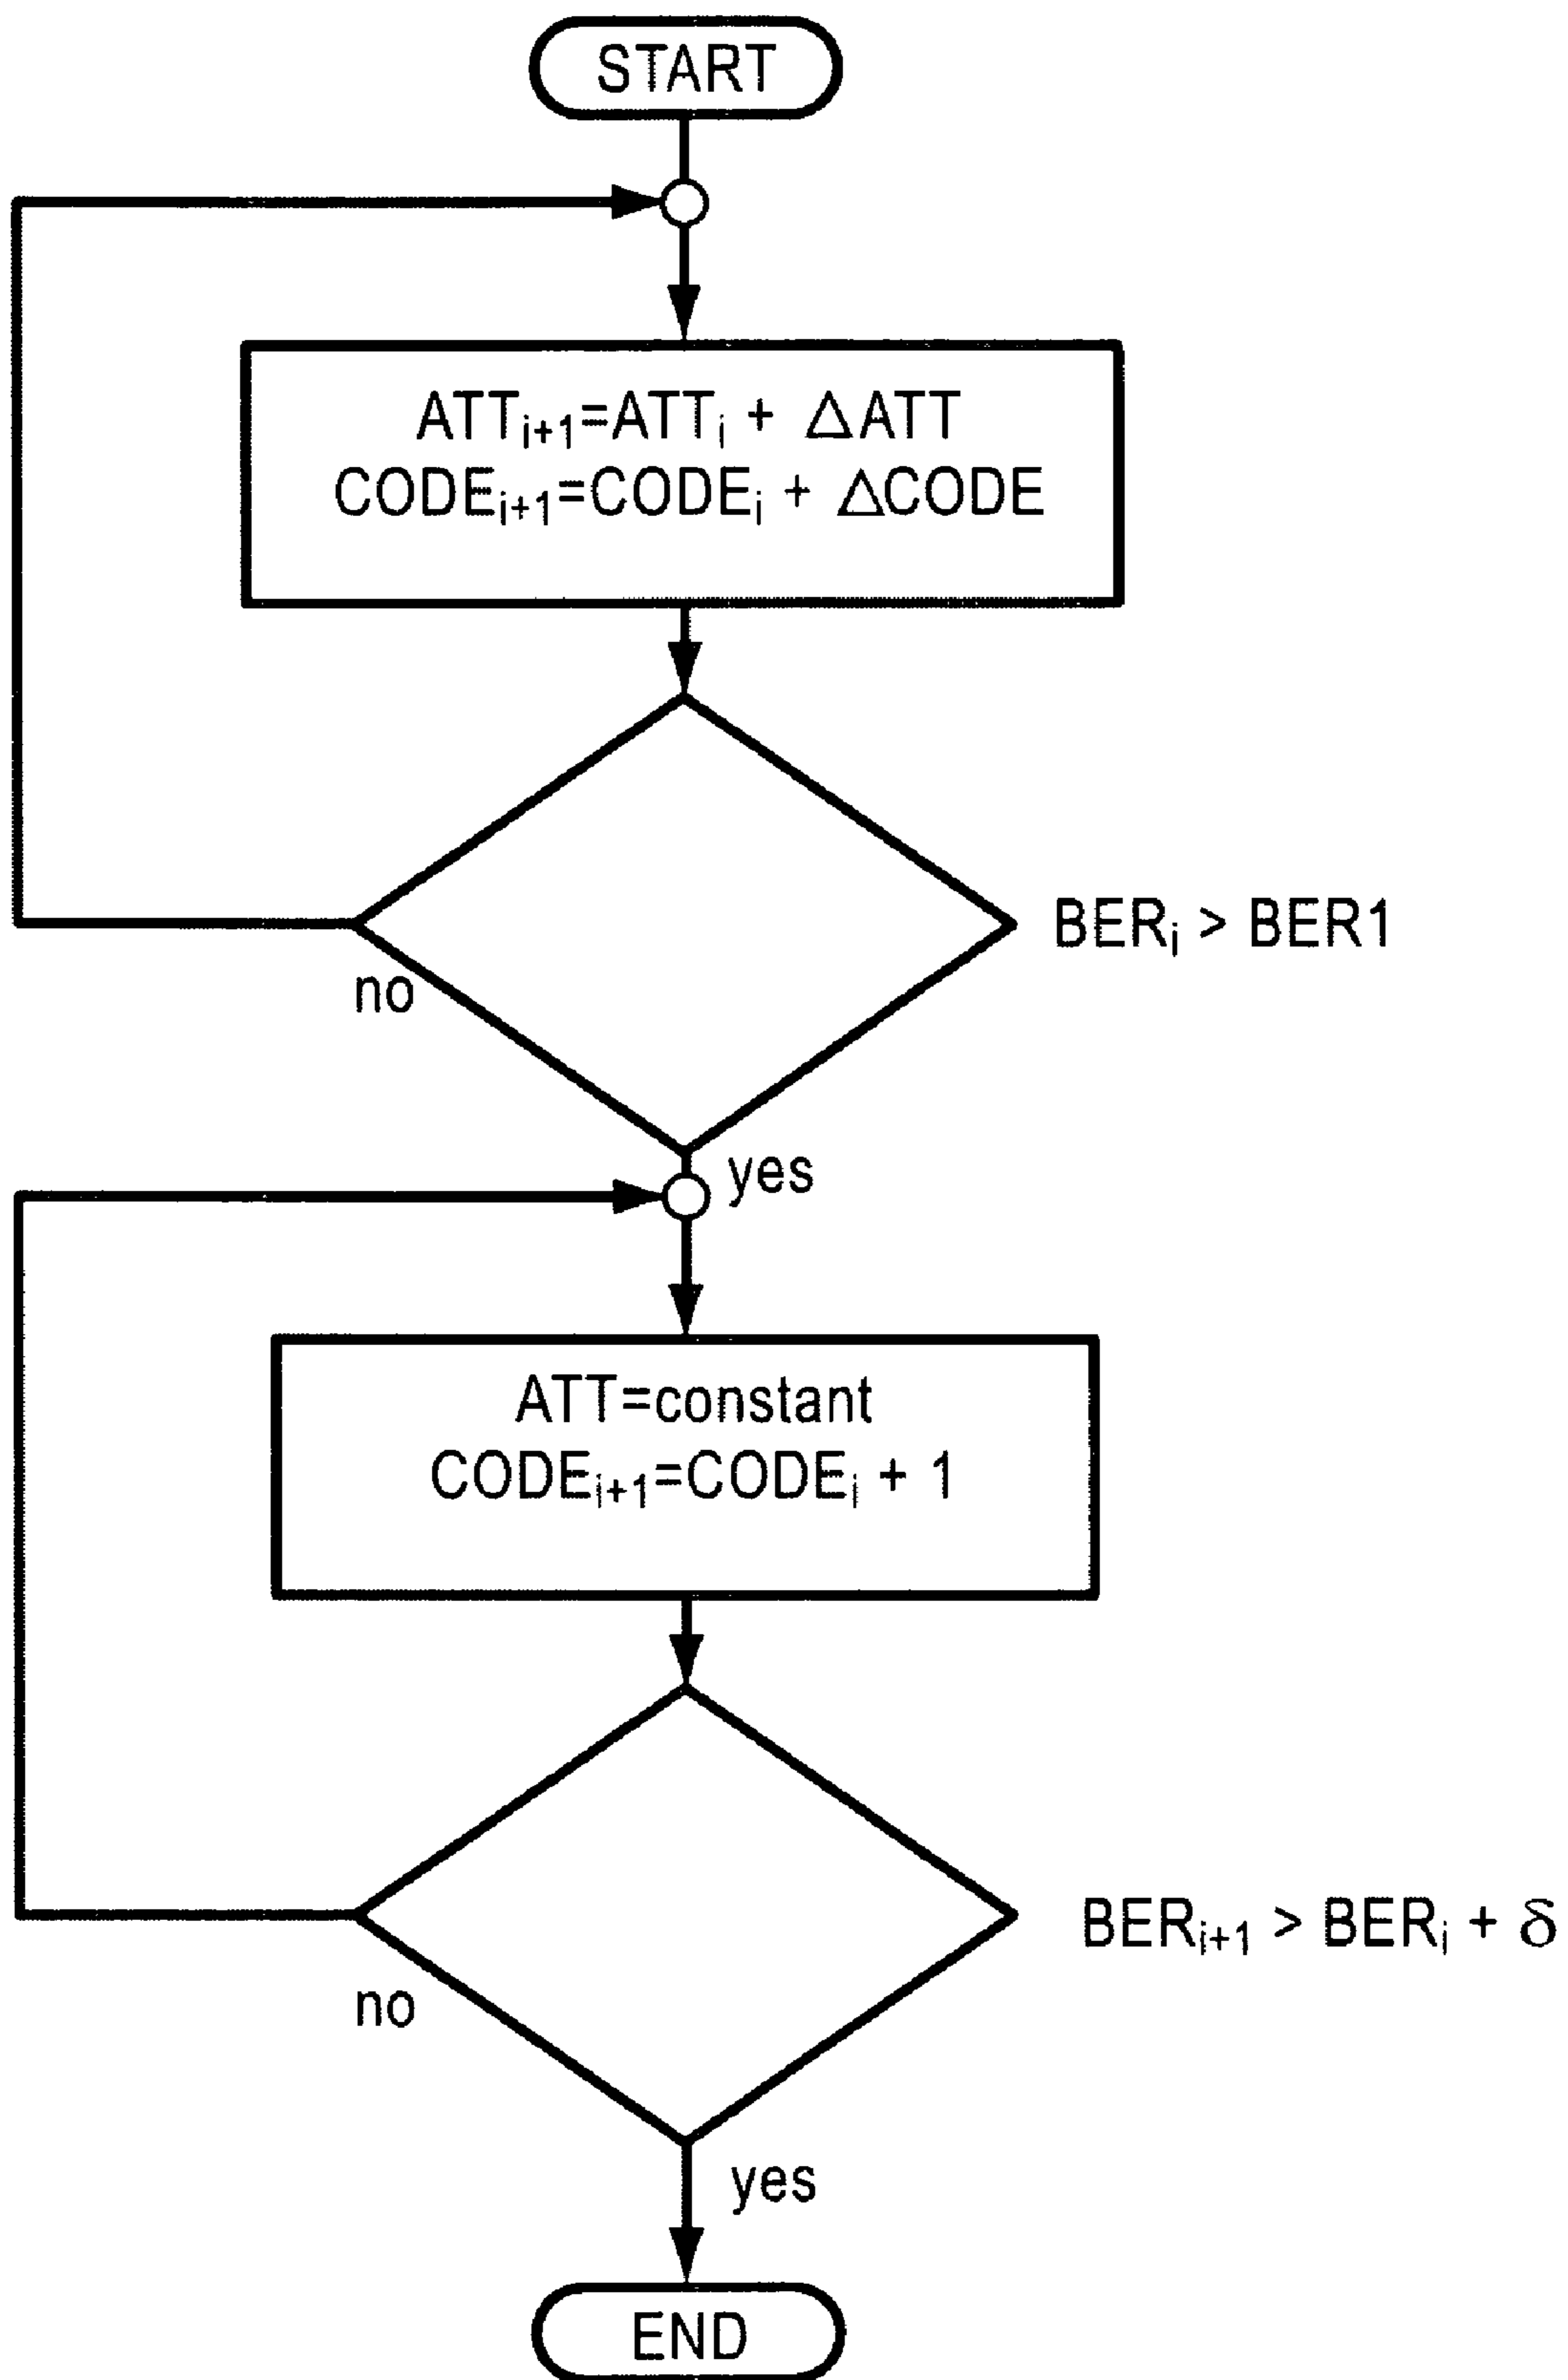 START
ATTᵢ₊₁=ATTᵢ + ΔATT
CODEᵢ₊₁=CODEᵢ + ΔCODE
BERᵢ > BER1
no
yes
ATT=constant
CODEᵢ₊₁=CODEᵢ + 1
BERᵢ₊₁ > BERᵢ + δ
no
yes
END